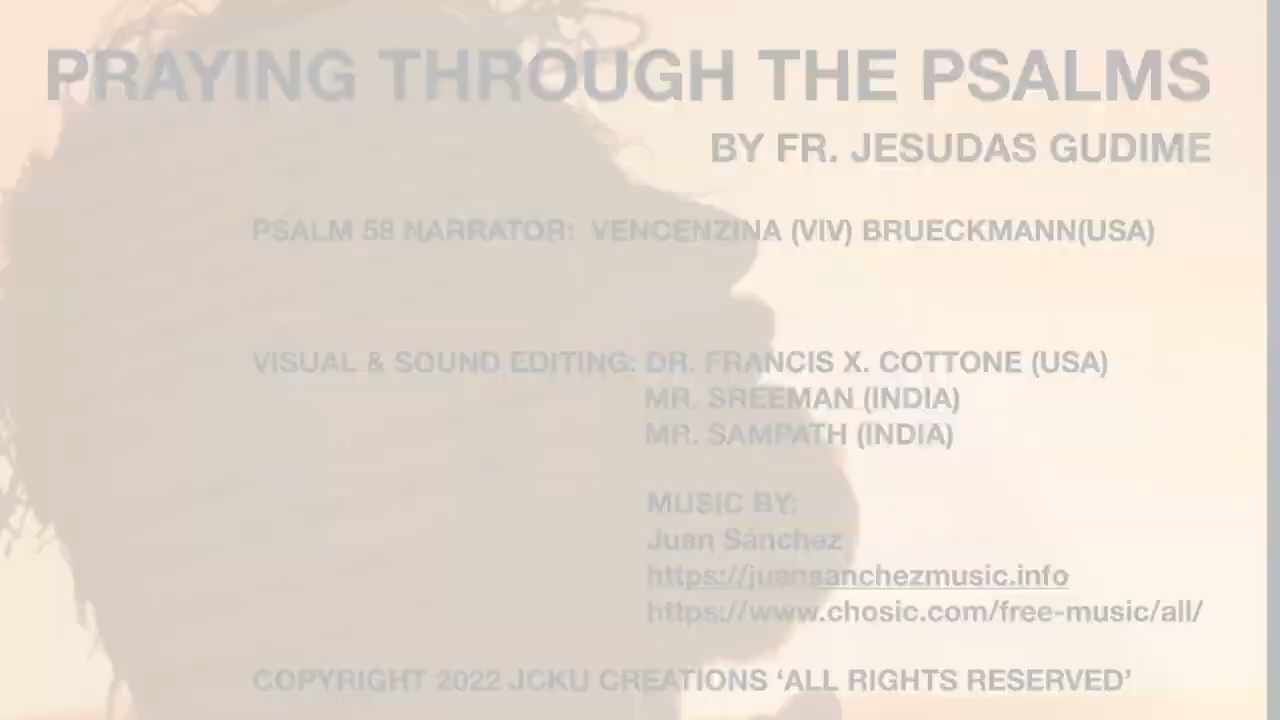 PRAYING THROUGH THE PSALMS
BY FR. JESUDAS GUDIME
PSALM 58 NARRATOR: VENCENZINA (VIV) BRUECKMANN(USA)
VISUAL & SOUND EDITING: DR. FRANCIS X. COTTONE (USA)
MR. SREEMAN (INDIA)
MR. SAMPATH (INDIA)
MUSIC BY:
Juan Sánchez
https://juansanchezmusic.info
https://www.chosic.com/free-music/all/
COPYRIGHT 2022 JCKU CREATIONS ‘ALL RIGHTS RESERVED’